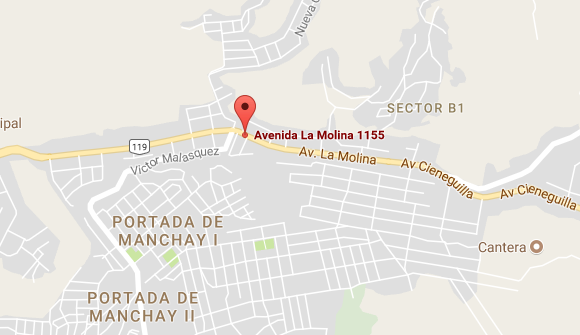 Nueva C
SECTOR B1
ipal
119
Avenida La Molina 1155
Victor Malasquez
Av. La Molina
Av Cieneguilla
Av Cieneguilla
PORTADA DE
MANCHAY I
Cantera
PORTADA DE
MANCHAY II